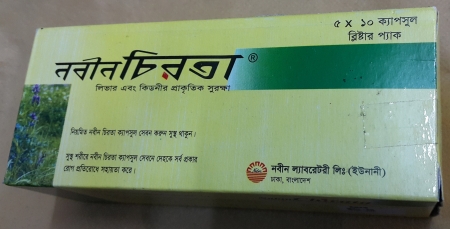 ৫ X ১০ ক্যাপসুল
ব্লিষ্টার প্যাক
নবীন চিরতা ®
লিভার এবং কিডনীর প্রাকৃতিক সুরক্ষা
নিয়মিত নবীন চিরতা ক্যাপসুল সেবন করুন সুস্থ থাকুন।
সুস্থ শরীরে নবীন চিরতা ক্যাপসুল সেবনে দেহকে সর্ব প্রকার
রোগ প্রতিরোধে সহায়তা করে।
নবীন ল্যাবরেটরী লিঃ (ইউনানী)
ঢাকা, বাংলাদেশ